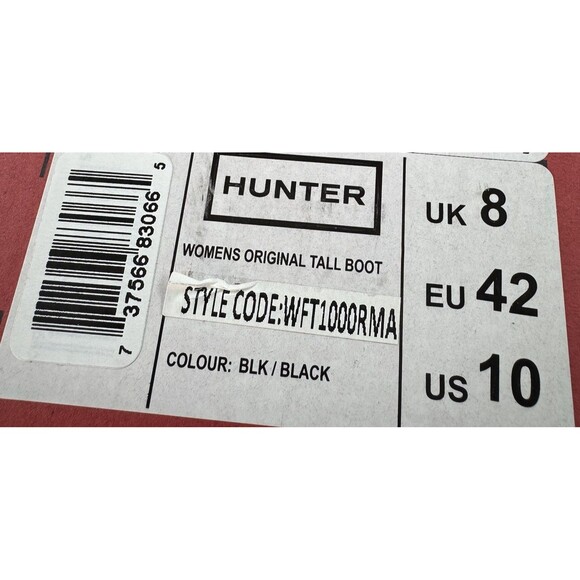 7 37566 83066 5
HUNTER
WOMENS ORIGINAL TALL BOOT
STYLE CODE:WFT1000RMA
COLOUR: BLK / BLACK
UK 8
EU 42
US 10